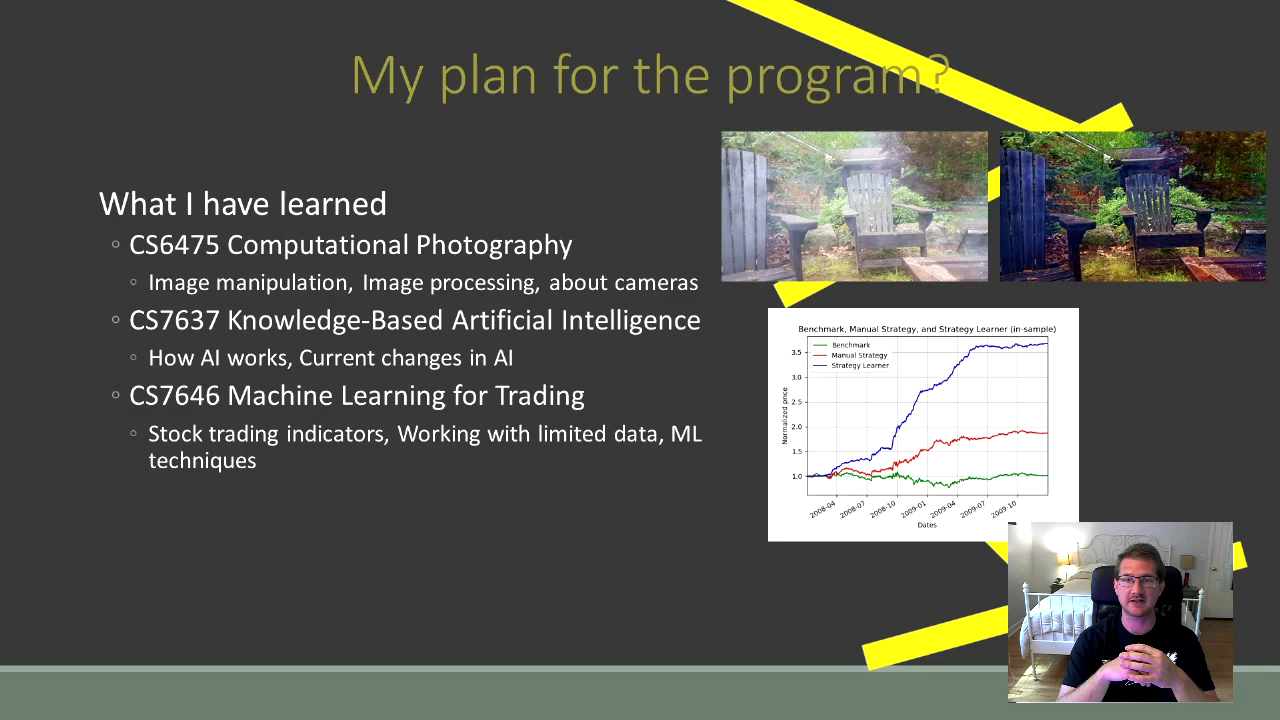 My plan for the program?
What I have learned
◦ CS6475 Computational Photography
◦ Image manipulation, Image processing, about cameras
◦ CS7637 Knowledge-Based Artificial Intelligence
◦ How AI works, Current changes in AI
◦ CS7646 Machine Learning for Trading
◦ Stock trading indicators, Working with limited data, ML
techniques
Benchmark, Manual Strategy, and Strategy Learner (in-sample)
Benchmark
Manual Strategy
Strategy Learner
Normalized price
3.5
3.0
2.5
2.0
1.5
1.0
2008-04
2008-07
2008-10
2009-01
2009-04
2009-07
2009-10
Dates